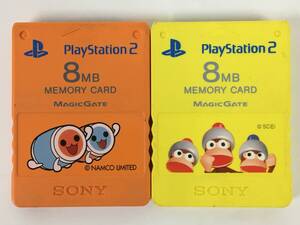 PlayStation 2
8MB
MEMORY CARD
MAGICGATE
© NAMCO LIMITED
SONY
PlayStation 2
8MB
MEMORY CARD
MAGICGATE
© SCEI
SONY